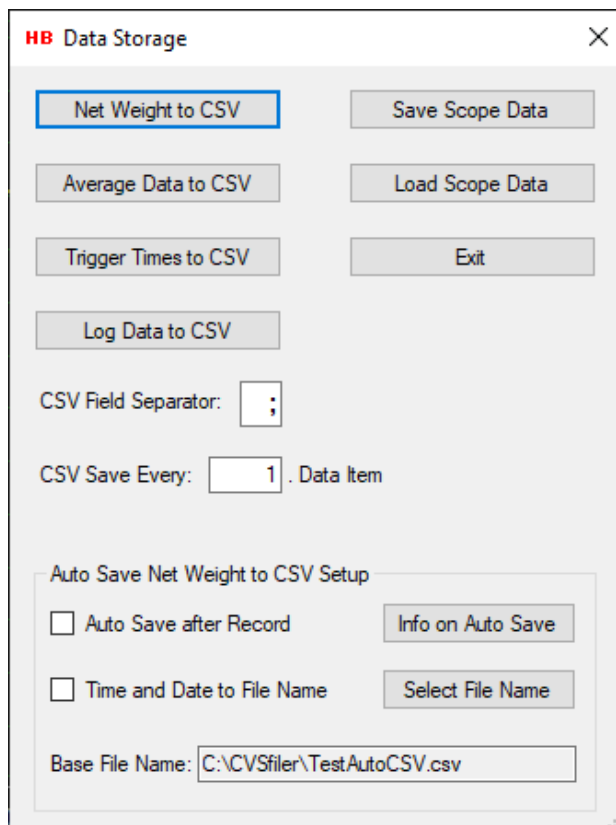 HB Data Storage
Net Weight to CSV Save Scope Data
Average Data to CSV Load Scope Data
Trigger Times to CSV Exit
Log Data to CSV
CSV Field Separator: ;
CSV Save Every: 1 . Data Item
Auto Save Net Weight to CSV Setup
Auto Save after Record Info on Auto Save
Time and Date to File Name Select File Name
Base File Name: C:\CVSfiler\TestAutoCSV.csv